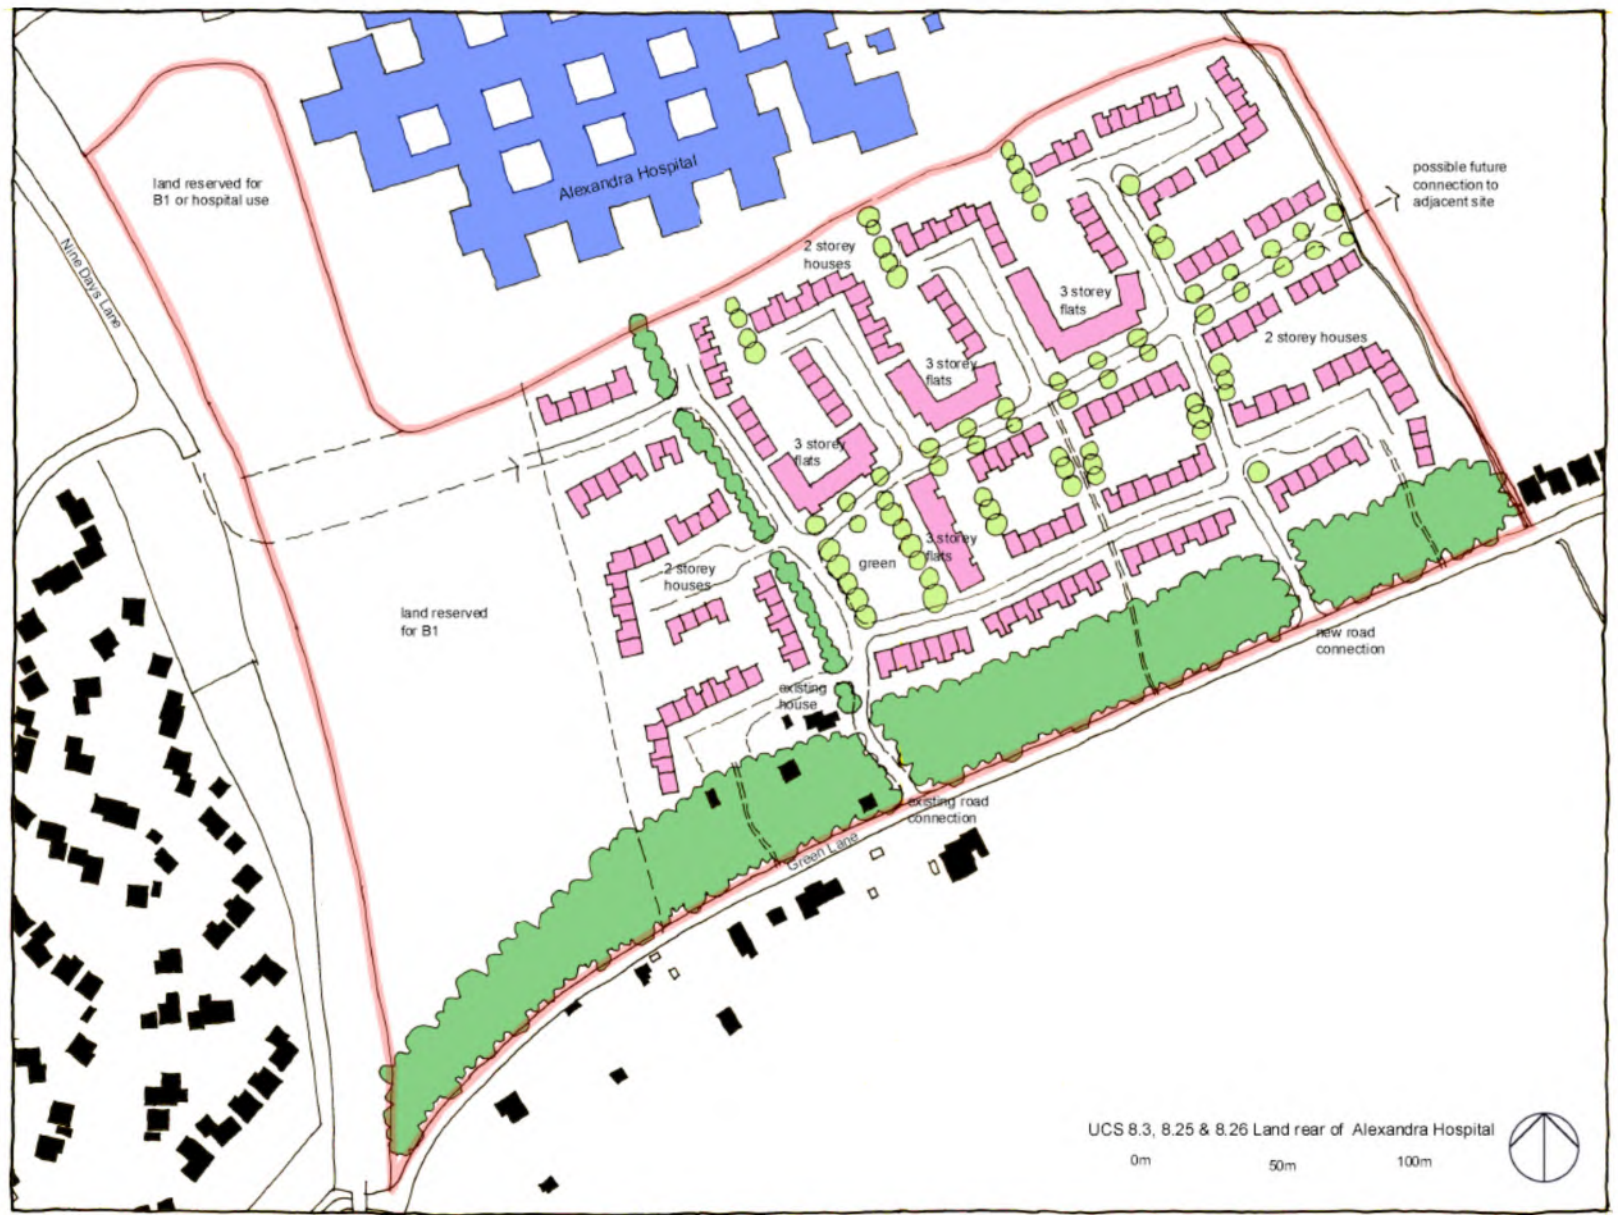 Alexandra Hospital
land reserved for
B1 or hospital use
possible future
connection to
adjacent site
Nine Days Lane
2 storey
houses
3 storey
flats
2 storey houses
3 storey
flats
3 storey
flats
3 storey
flats
green
2 storey
houses
land reserved
for B1
new road
connection
existing
house
existing road
connection
Green Lane
UCS 8.3, 8.25 & 8.26 Land rear of Alexandra Hospital
0m 50m 100m